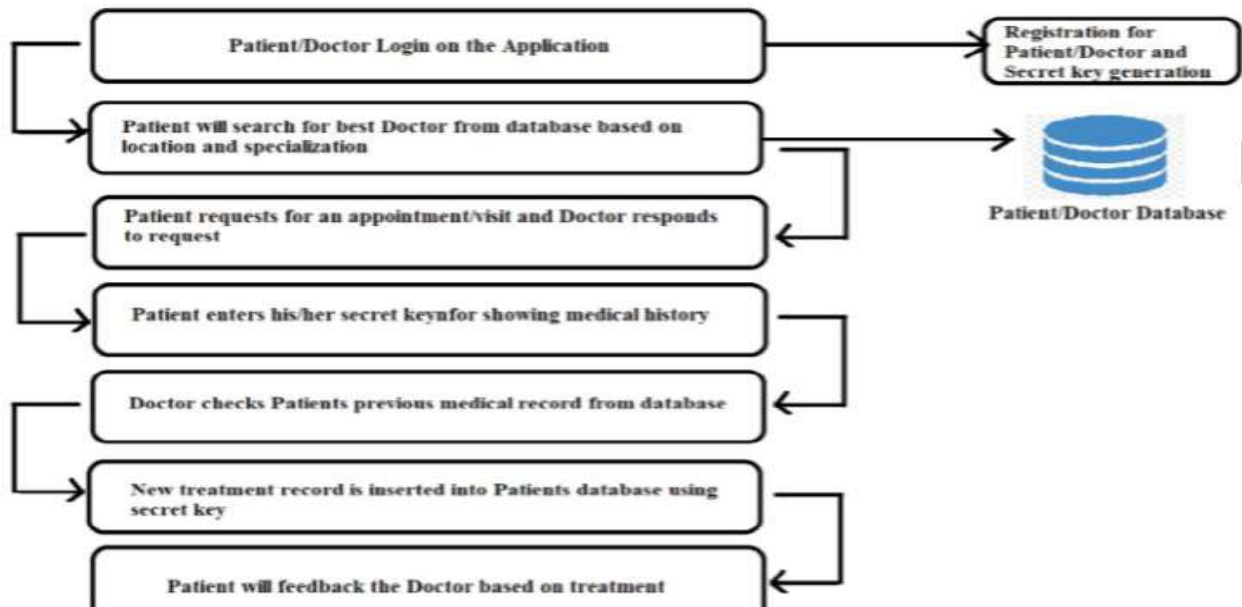 Patient/Doctor Login on the Application
Registration for
Patient/Doctor and
Secret key generation
Patient will search for best Doctor from database based on
location and specialization
Patient/Doctor Database
Patient requests for an appointment/visit and Doctor responds
to request
Patient enters his/her secret keynfor showing medical history
Doctor checks Patients previous medical record from database
New treatment record is inserted into Patients database using
secret key
Patient will feedback the Doctor based on treatment